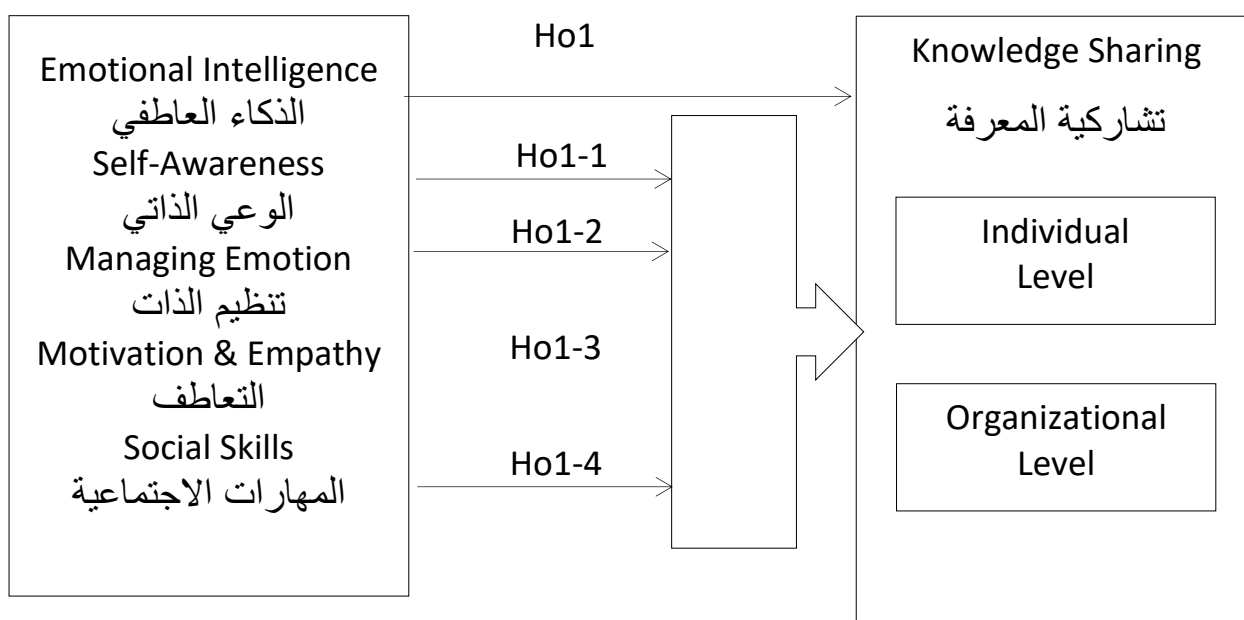 Emotional Intelligence
الذكاء العاطفي
Self-Awareness
الوعي الذاتي
Managing Emotion
تنظيم الذات
Motivation & Empathy
التعاطف
Social Skills
المهارات الاجتماعية
Ho1
Ho1-1
Ho1-2
Ho1-3
Ho1-4
Knowledge Sharing
تشاركية المعرفة
Individual
Level
Organizational
Level